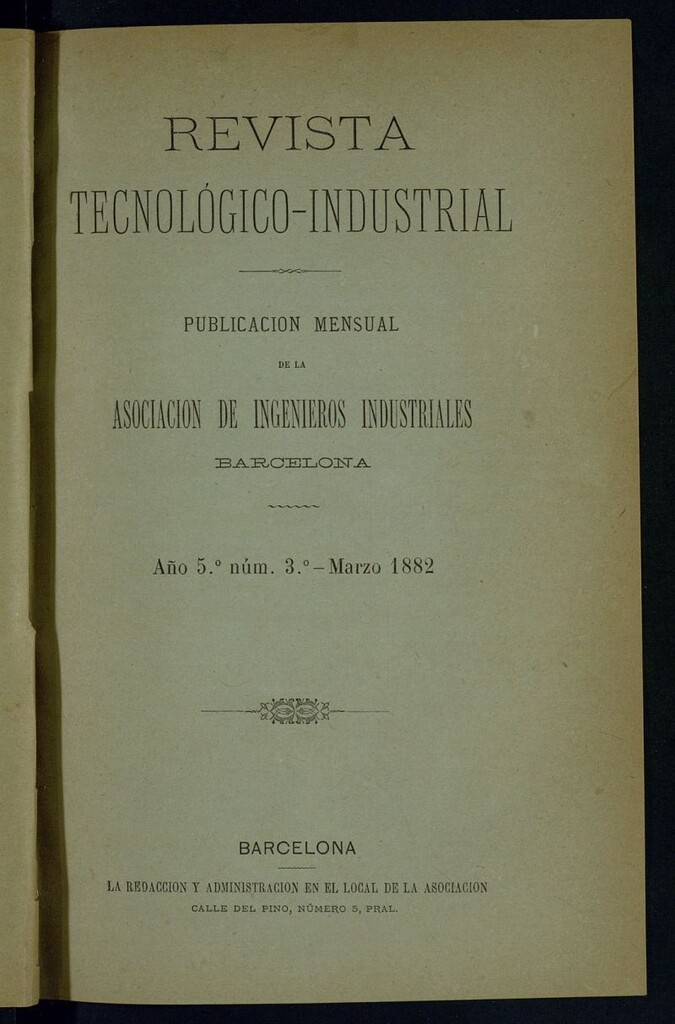 REVISTA
TECNOLÓGICO-INDUSTRIAL
PUBLICACION MENSUAL
DE LA
ASOCIACION DE INGENIEROS INDUSTRIALES
BARCELONA
Año 5.º núm. 3.º – Marzo 1882
BARCELONA
LA REDACCION Y ADMINISTRACION EN EL LOCAL DE LA ASOCIACION
CALLE DEL PINO, NÚMERO 5, PRAL.